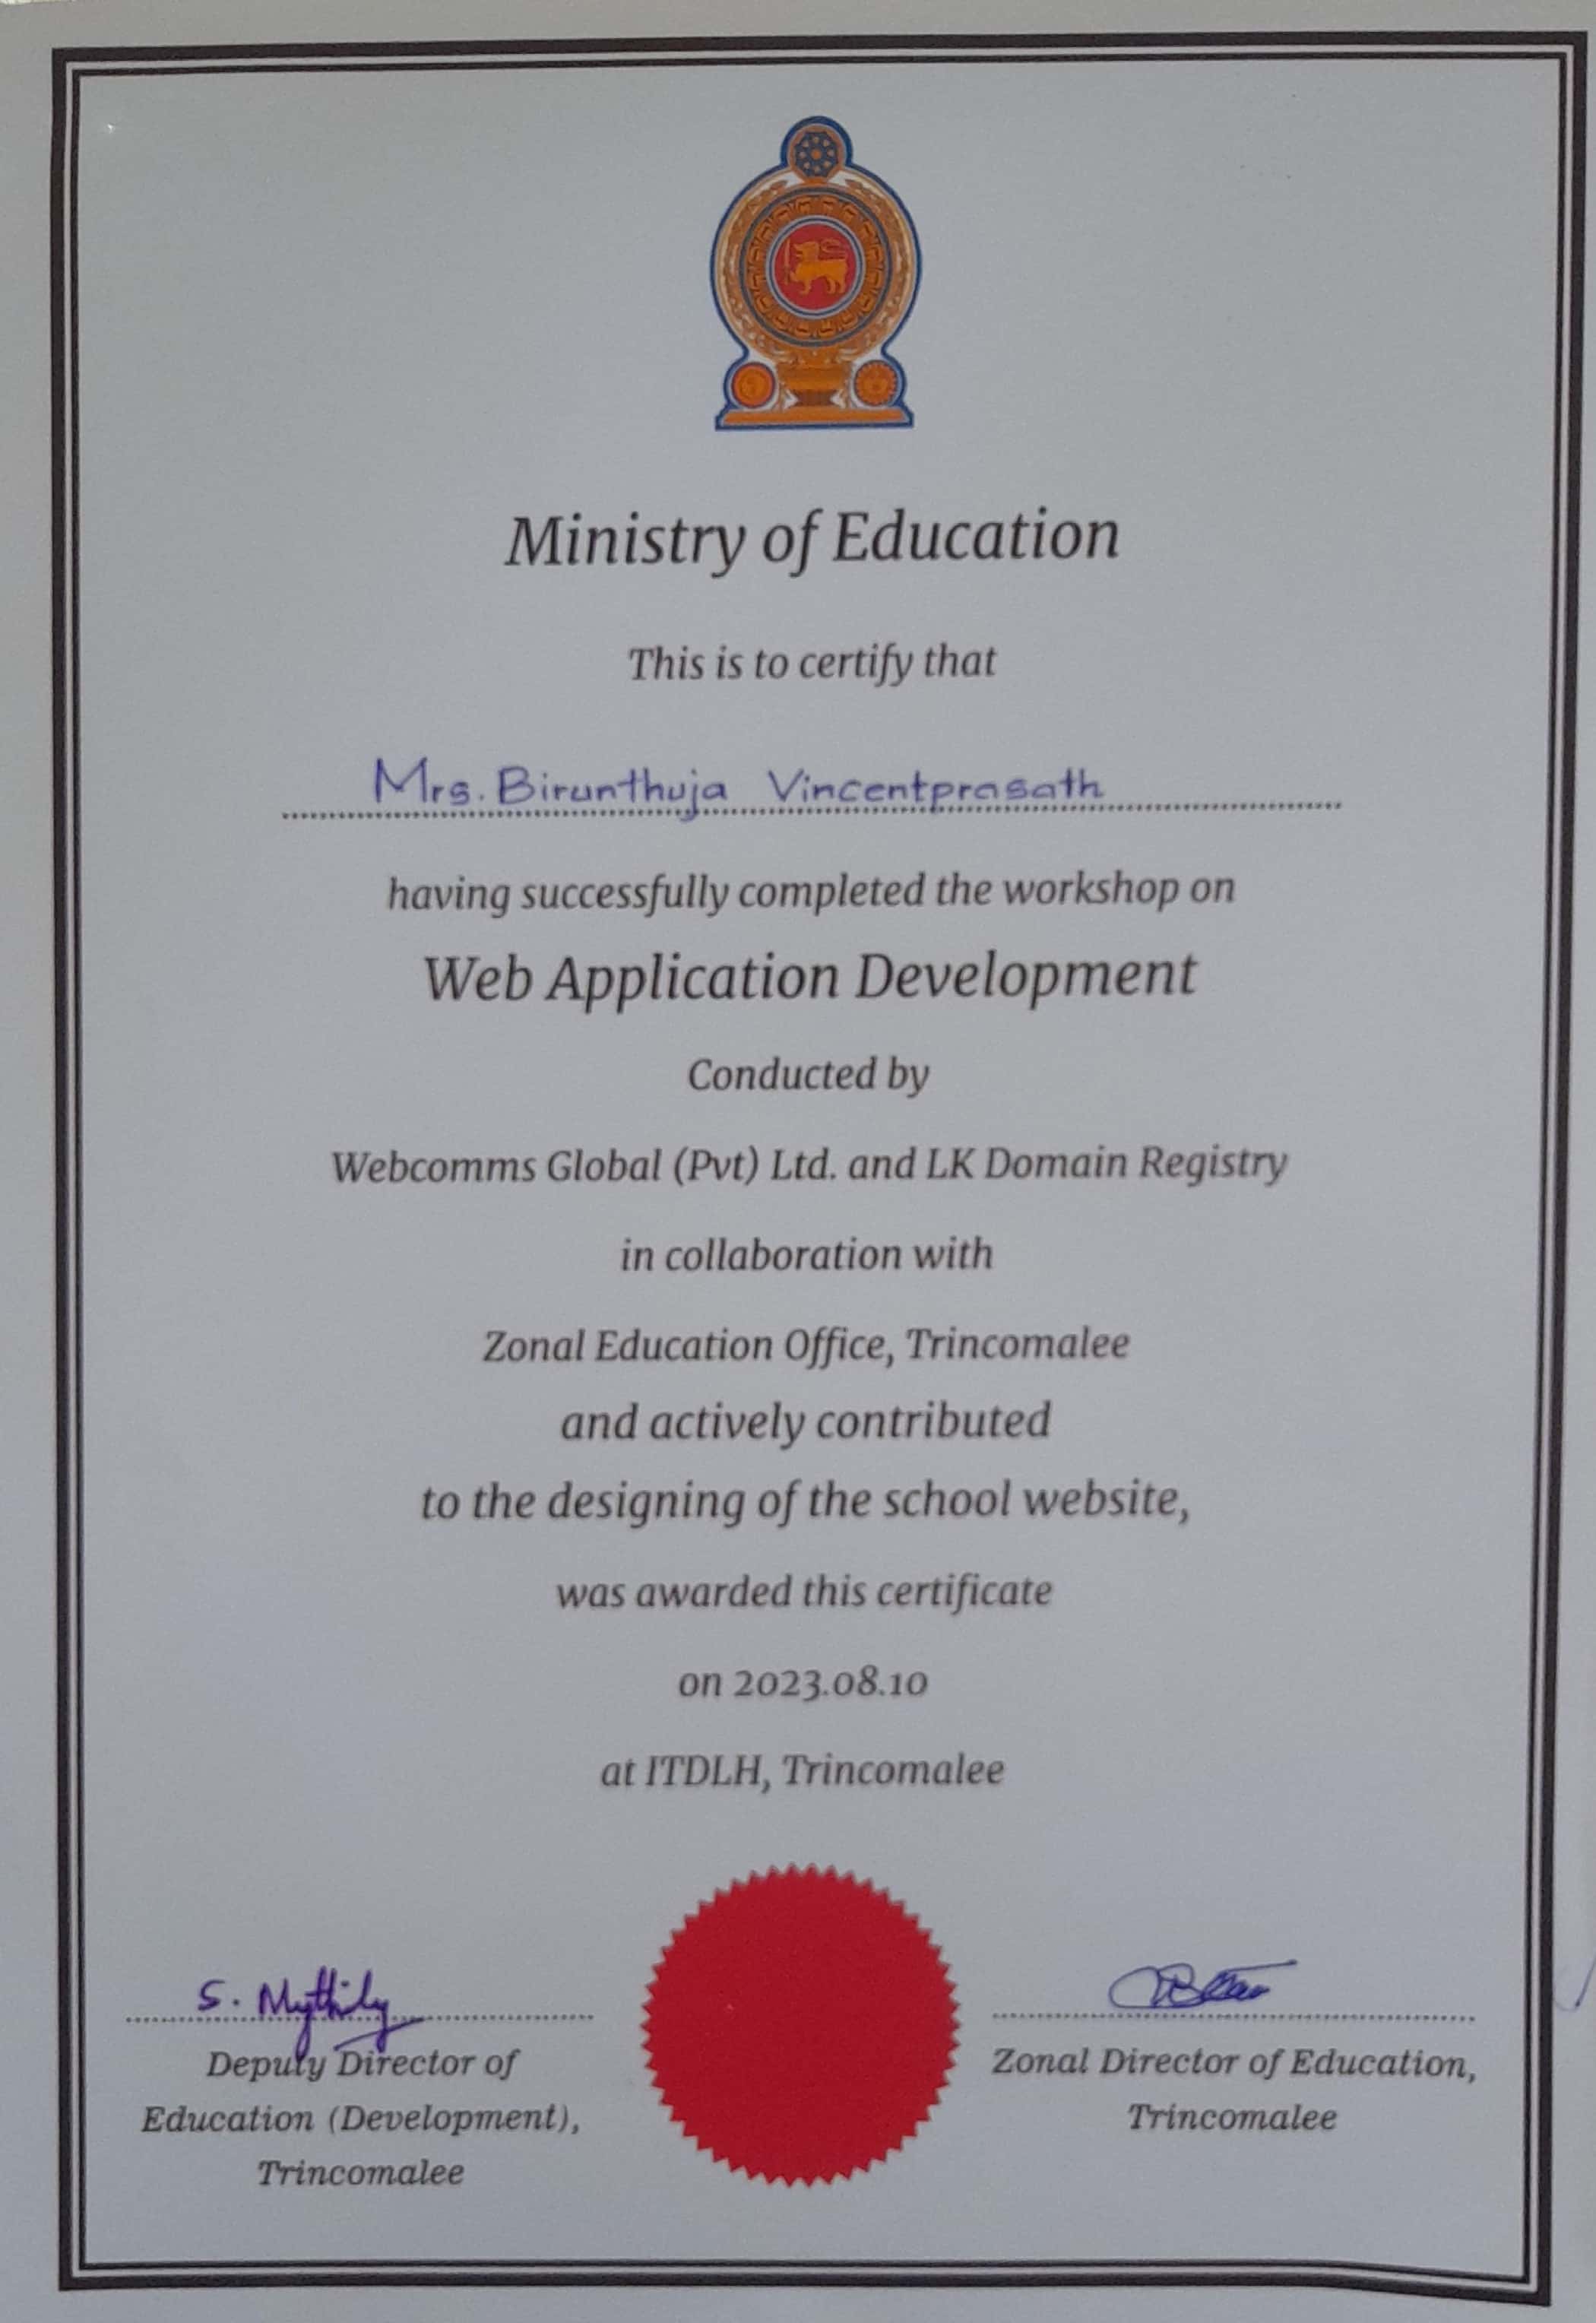 Ministry of Education
This is to certify that
Mrs. Birunthuja Vincentprasath
having successfully completed the workshop on
Web Application Development
Conducted by
Webcomms Global (Pvt) Ltd. and LK Domain Registry
in collaboration with
Zonal Education Office, Trincomalee
and actively contributed
to the designing of the school website,
was awarded this certificate
on 2023.08.10
at ITDLH, Trincomalee
S. Mythily
Deputy Director of
Education (Development),
Trincomalee
Zonal Director of Education,
Trincomalee